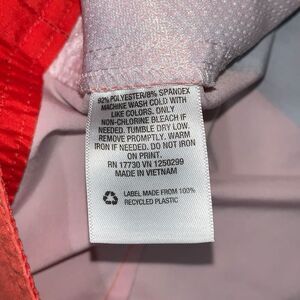 92% POLYESTER/8% SPANDEX
MACHINE WASH COLD WITH
LIKE COLORS. ONLY
NON-CHLORINE BLEACH IF
NEEDED. TUMBLE DRY LOW.
REMOVE PROMPTLY. WARM
IRON IF NEEDED. DO NOT IRON
ON PRINT.
RN 17730 VN 1250299
MADE IN VIETNAM
LABEL MADE FROM 100%
RECYCLED PLASTIC